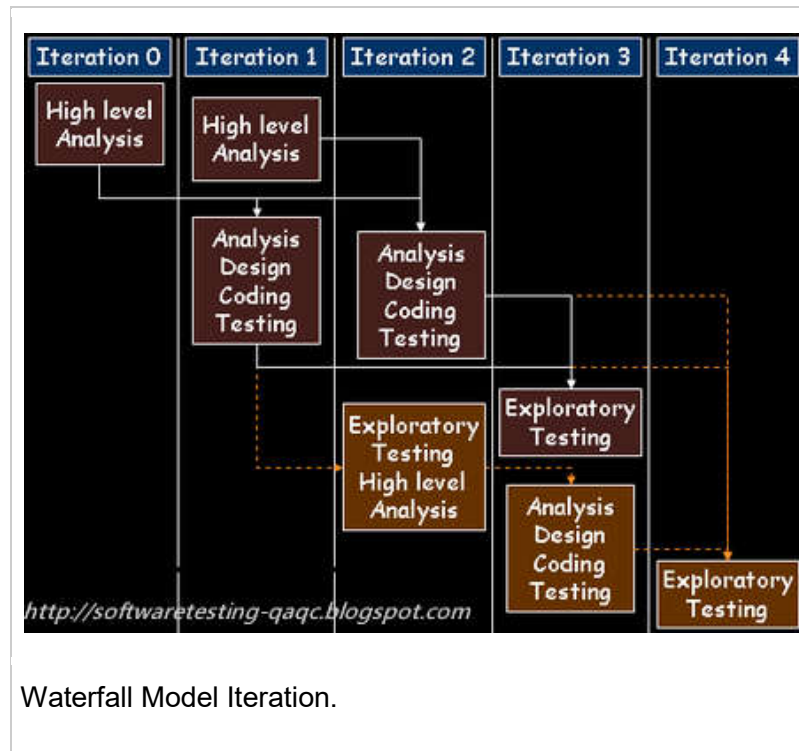 Iteration 0
Iteration 1
Iteration 2
Iteration 3
Iteration 4
High level
Analysis
High level
Analysis
Analysis
Design
Coding
Testing
Analysis
Design
Coding
Testing
Exploratory
Testing
Exploratory
Testing
High level
Analysis
Analysis
Design
Coding
Testing
Exploratory
Testing
http://softwaretesting-qaqc.blogspot.com
Waterfall Model Iteration.